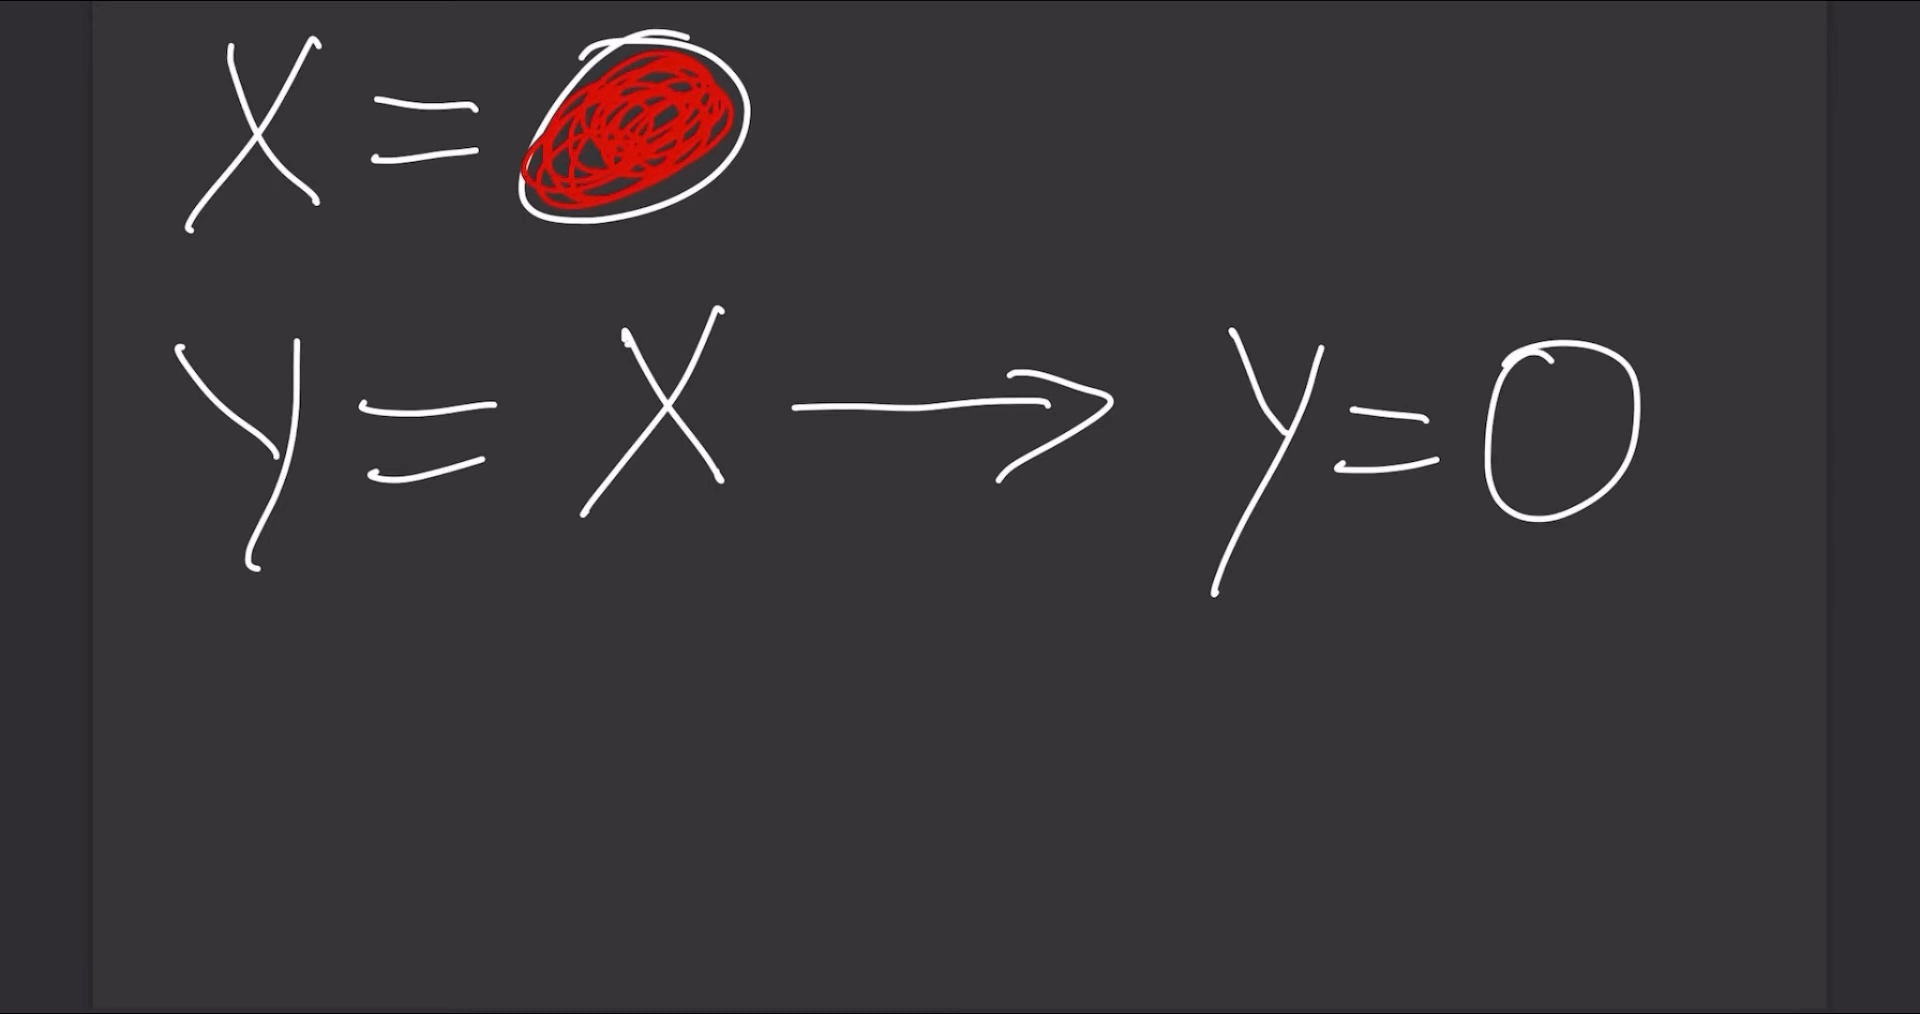 X =
Y = X → Y = 0